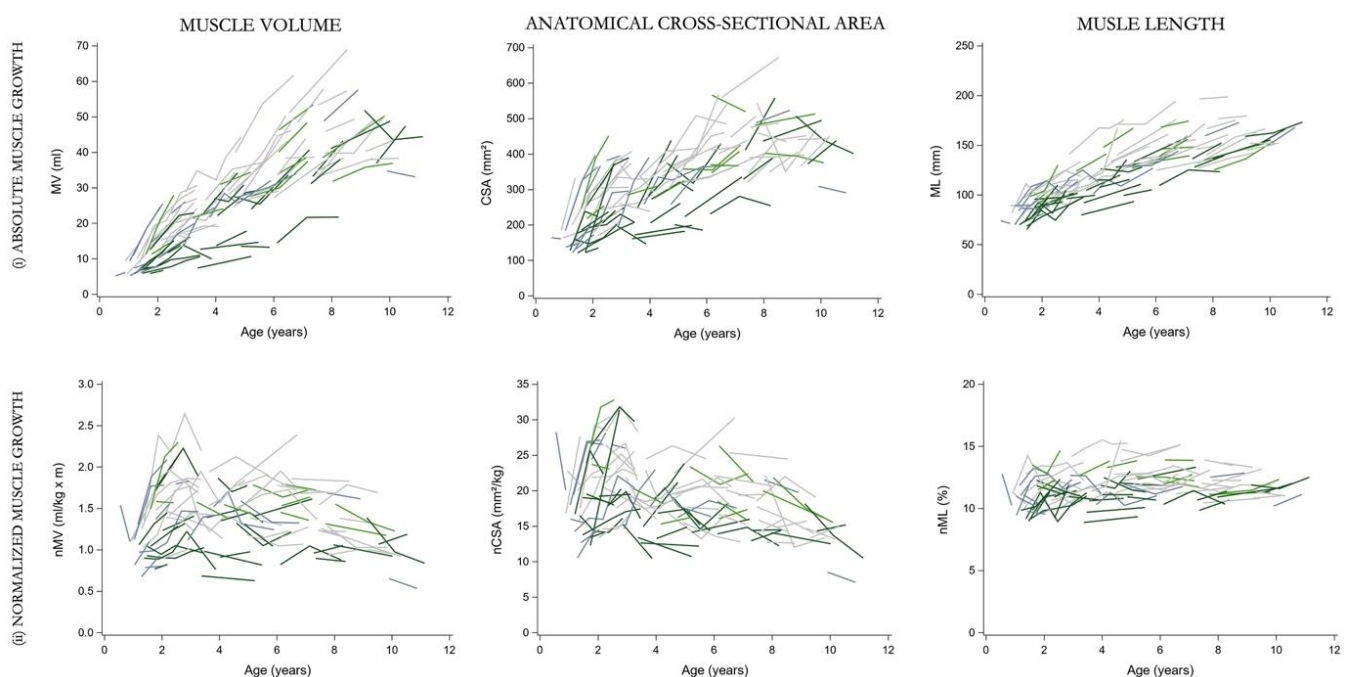 MUSCLE VOLUME
ANATOMICAL CROSS-SECTIONAL AREA
MUSLE LENGTH
(i) ABSOLUTE MUSCLE GROWTH
MV (ml)
70
60
50
40
30
20
10
0
0 2 4 6 8 10 12
Age (years)
CSA (mm²)
700
600
500
400
300
200
100
0
0 2 4 6 8 10 12
Age (years)
ML (mm)
250
200
150
100
50
0
0 2 4 6 8 10 12
Age (years)
(ii) NORMALIZED MUSCLE GROWTH
nMV (ml/kg x m)
3.0
2.5
2.0
1.5
1.0
0.5
0.0
0 2 4 6 8 10 12
Age (years)
nCSA (mm²/kg)
35
30
25
20
15
10
5
0
0 2 4 6 8 10 12
Age (years)
nML (%)
20
15
10
5
0
0 2 4 6 8 10 12
Age (years)